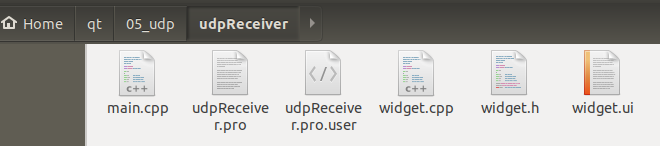 Home qt 05_udp udpReceiver
c++ </> c++ h
main.cpp udpReceive udpReceive widget.cpp widget.h widget.ui
r.pro r.pro.user